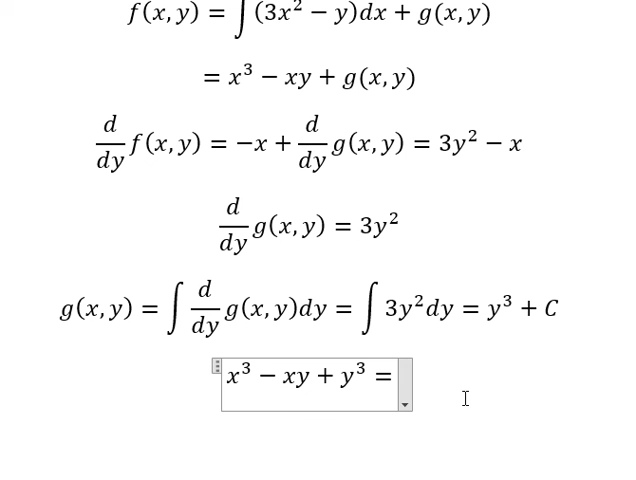 f(x, y) = ∫ (3x² − y)dx + g(x, y)
= x³ − xy + g(x, y)
d/dy f(x, y) = −x + d/dy g(x, y) = 3y² − x
d/dy g(x, y) = 3y²
g(x, y) = ∫ d/dy g(x, y)dy = ∫ 3y²dy = y³ + C
x³ − xy + y³ =